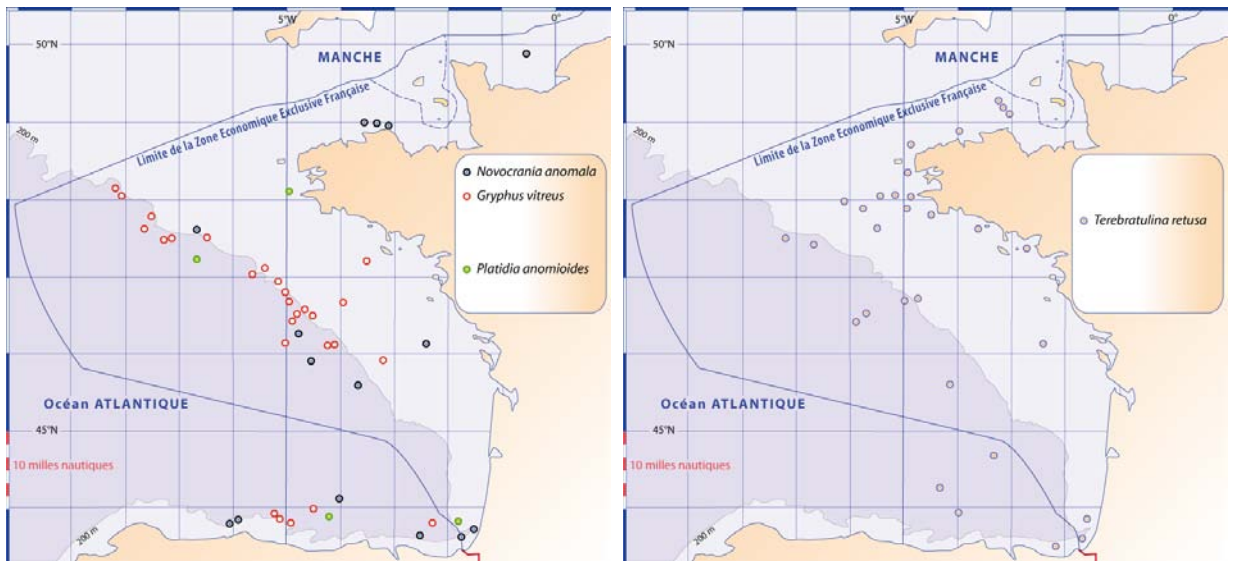 5°W
0°
50°N
MANCHE
Limite de la Zone Economique Exclusive Française
200 m
Novocrania anomala
Gryphus vitreus
Platidia anomioides
Océan ATLANTIQUE
45°N
10 milles nautiques
200 m
5°W
0°
50°N
MANCHE
Limite de la Zone Economique Exclusive Française
200 m
Terebratulina retusa
Océan ATLANTIQUE
45°N
10 milles nautiques
200 m